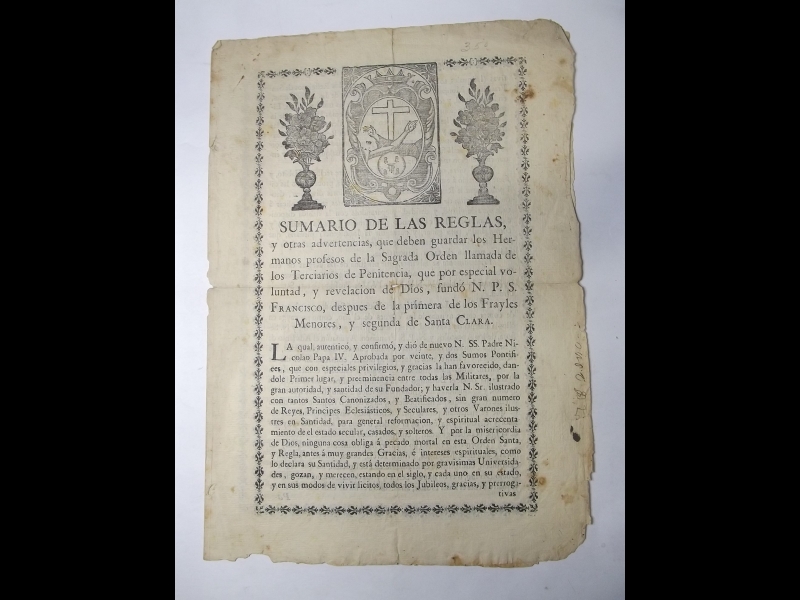 SUMARIO DE LAS REGLAS,
y otras advertencias, que deben guardar los Her-
manos profesos de la Sagrada Orden llamada de
los Terciarios de Penitencia, que por especial vo-
luntad, y revelacion de Dios, fundó N. P. S.
FRANCISCO, despues de la primera de los Frayles
Menores, y segunda de Santa CLARA.
LA qual, autenticó, y confirmó, y dió de nuevo N. SS. Padre Ni-
colao Papa IV. Aprobada por veinte, y dos Sumos Pontifi-
ces, que con especiales privilegios, y gracias la han favorecido, dan-
dole Primer lugar, y preeminencia entre todas las Militares, por la
gran autoridad, y santidad de su Fundador; y haverla N. Sr. ilustrado
con tantos Santos Canonizados, y Beatificados, sin gran numero
de Reyes, Principes Eclesiásticos, y Seculares, y otros Varones ilus-
tres en Santidad, para general reformacion, y espiritual acrecenta-
miento de el estado secular, casados, y solteros. Y por la misericordia
de Dios, ninguna cosa obliga á pecado mortal en esta Orden Santa,
y Regla, antes á muy grandes Gracias, é intereses espirituales, como
lo declara su Santidad, y está determinado por gravisimas Universida-
des, gozan, y merecen, estando en el siglo, y cada uno en su estado,
y en sus modos de vivir licitos, todos los Jubileos, gracias, y prerroga-
tivas